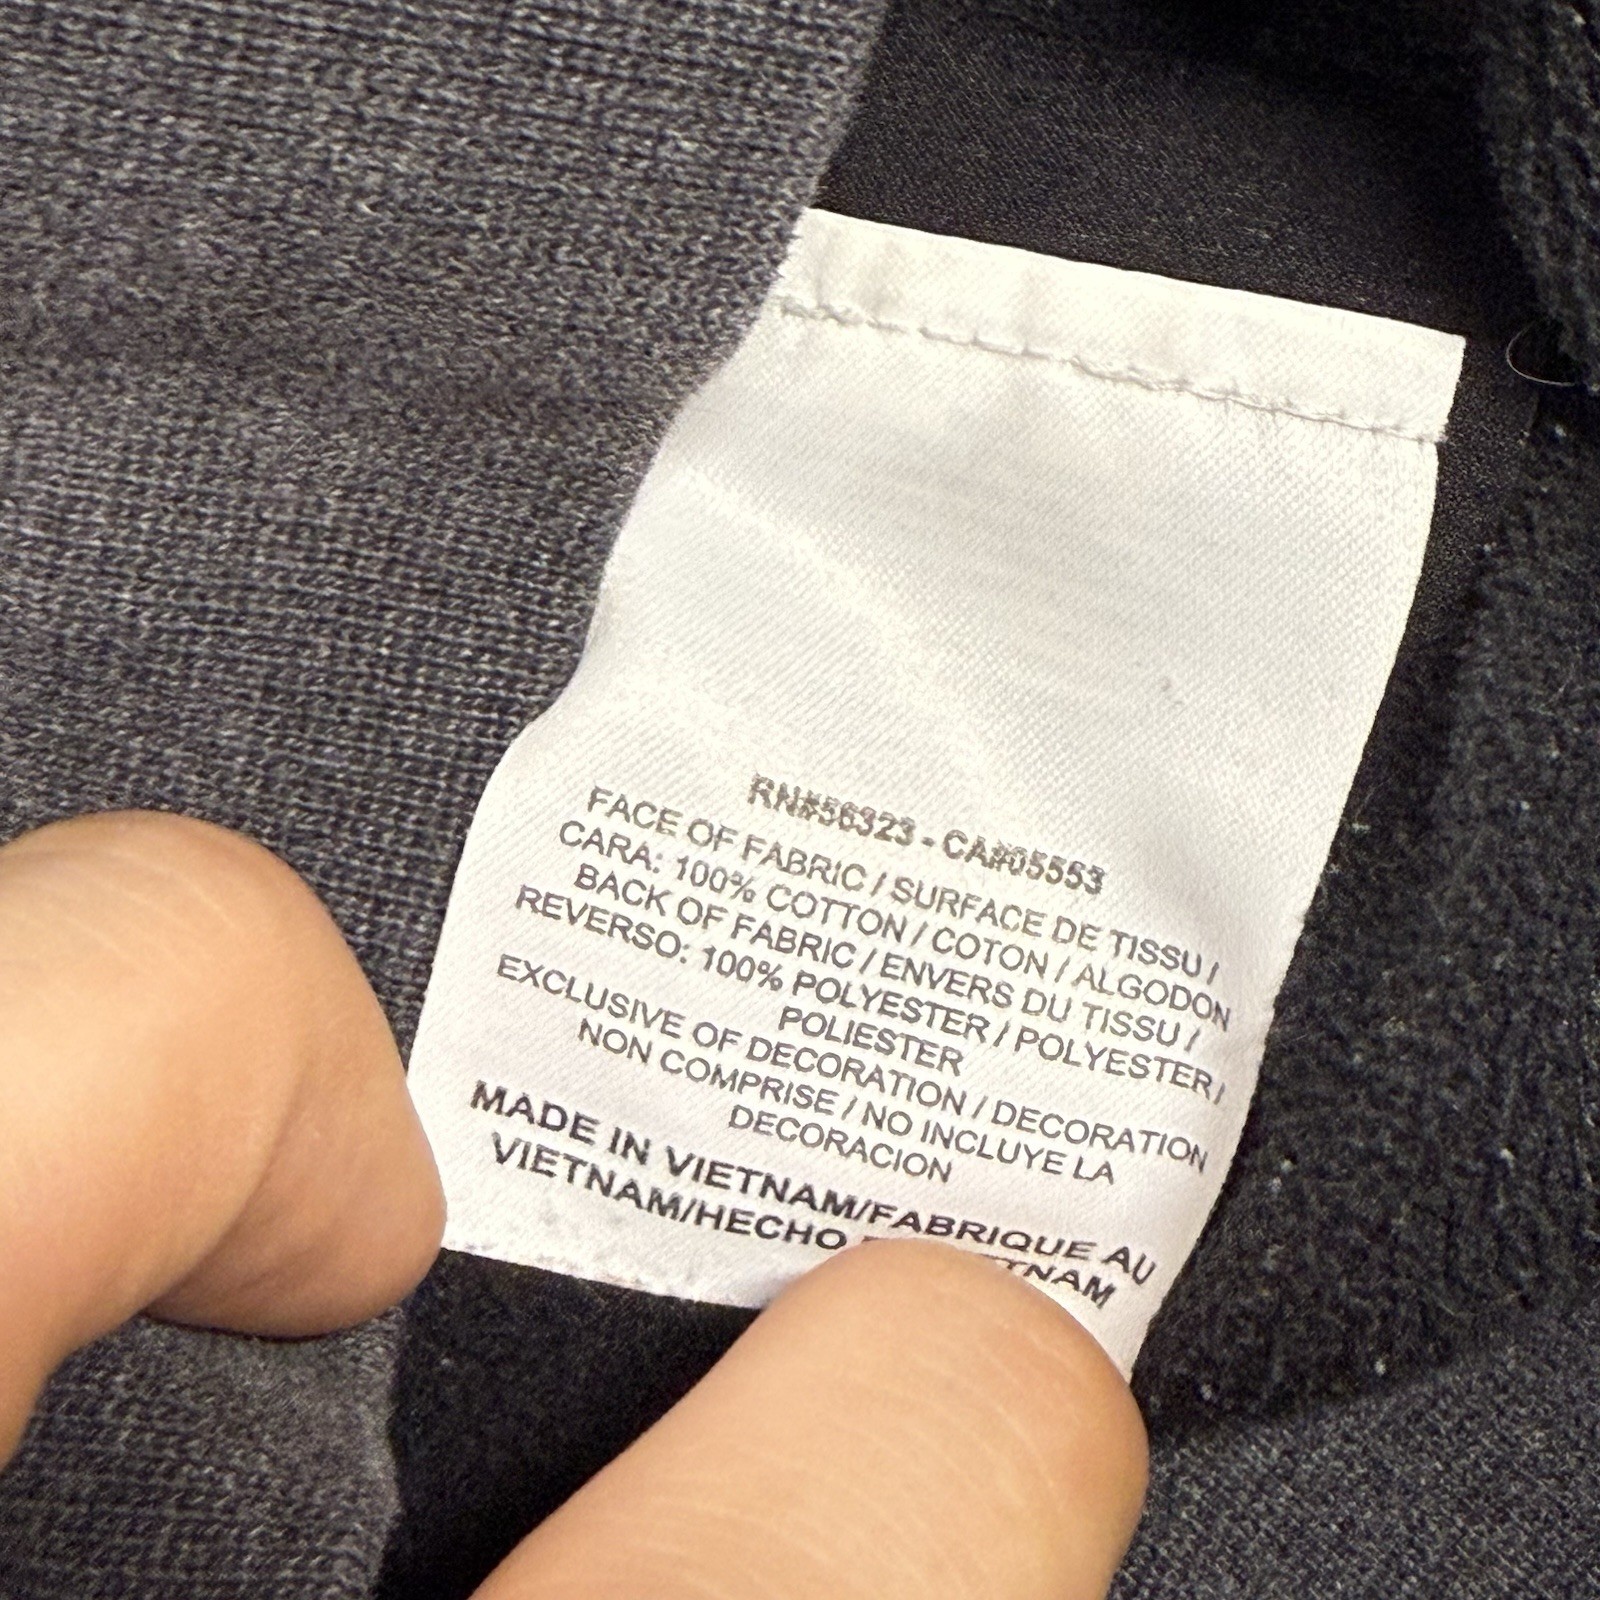 RN#56323 - CA#05553
FACE OF FABRIC / SURFACE DE TISSU /
CARA: 100% COTTON / COTON / ALGODON
BACK OF FABRIC / ENVERS DU TISSU /
REVERSO: 100% POLYESTER / POLYESTER /
POLIESTER
EXCLUSIVE OF DECORATION / DECORATION
NON COMPRISE / NO INCLUYE LA
DECORACION
MADE IN VIETNAM/FABRIQUE AU
VIETNAM/HECHO